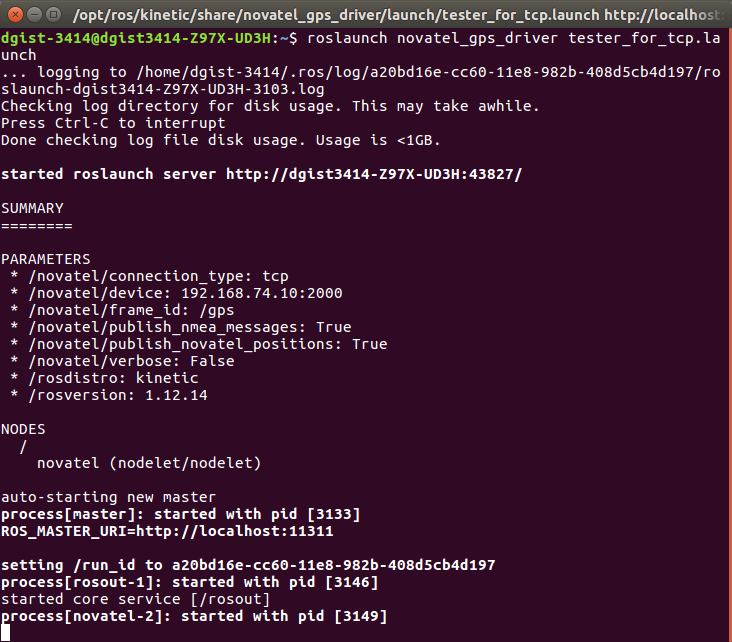 /opt/ros/kinetic/share/novatel_gps_driver/launch/tester_for_tcp.launch http://localhost:
dgist-3414@dgist3414-Z97X-UD3H:~$ roslaunch novatel_gps_driver tester_for_tcp.la
unch
... logging to /home/dgist-3414/.ros/log/a20bd16e-cc60-11e8-982b-408d5cb4d197/ro
slaunch-dgist3414-Z97X-UD3H-3103.log
Checking log directory for disk usage. This may take awhile.
Press Ctrl-C to interrupt
Done checking log file disk usage. Usage is <1GB.
started roslaunch server http://dgist3414-Z97X-UD3H:43827/
SUMMARY
========
PARAMETERS
* /novatel/connection_type: tcp
* /novatel/device: 192.168.74.10:2000
* /novatel/frame_id: /gps
* /novatel/publish_nmea_messages: True
* /novatel/publish_novatel_positions: True
* /novatel/verbose: False
* /rosdistro: kinetic
* /rosversion: 1.12.14
NODES
/
novatel (nodelet/nodelet)
auto-starting new master
process[master]: started with pid [3133]
ROS_MASTER_URI=http://localhost:11311
setting /run_id to a20bd16e-cc60-11e8-982b-408d5cb4d197
process[rosout-1]: started with pid [3146]
started core service [/rosout]
process[novatel-2]: started with pid [3149]